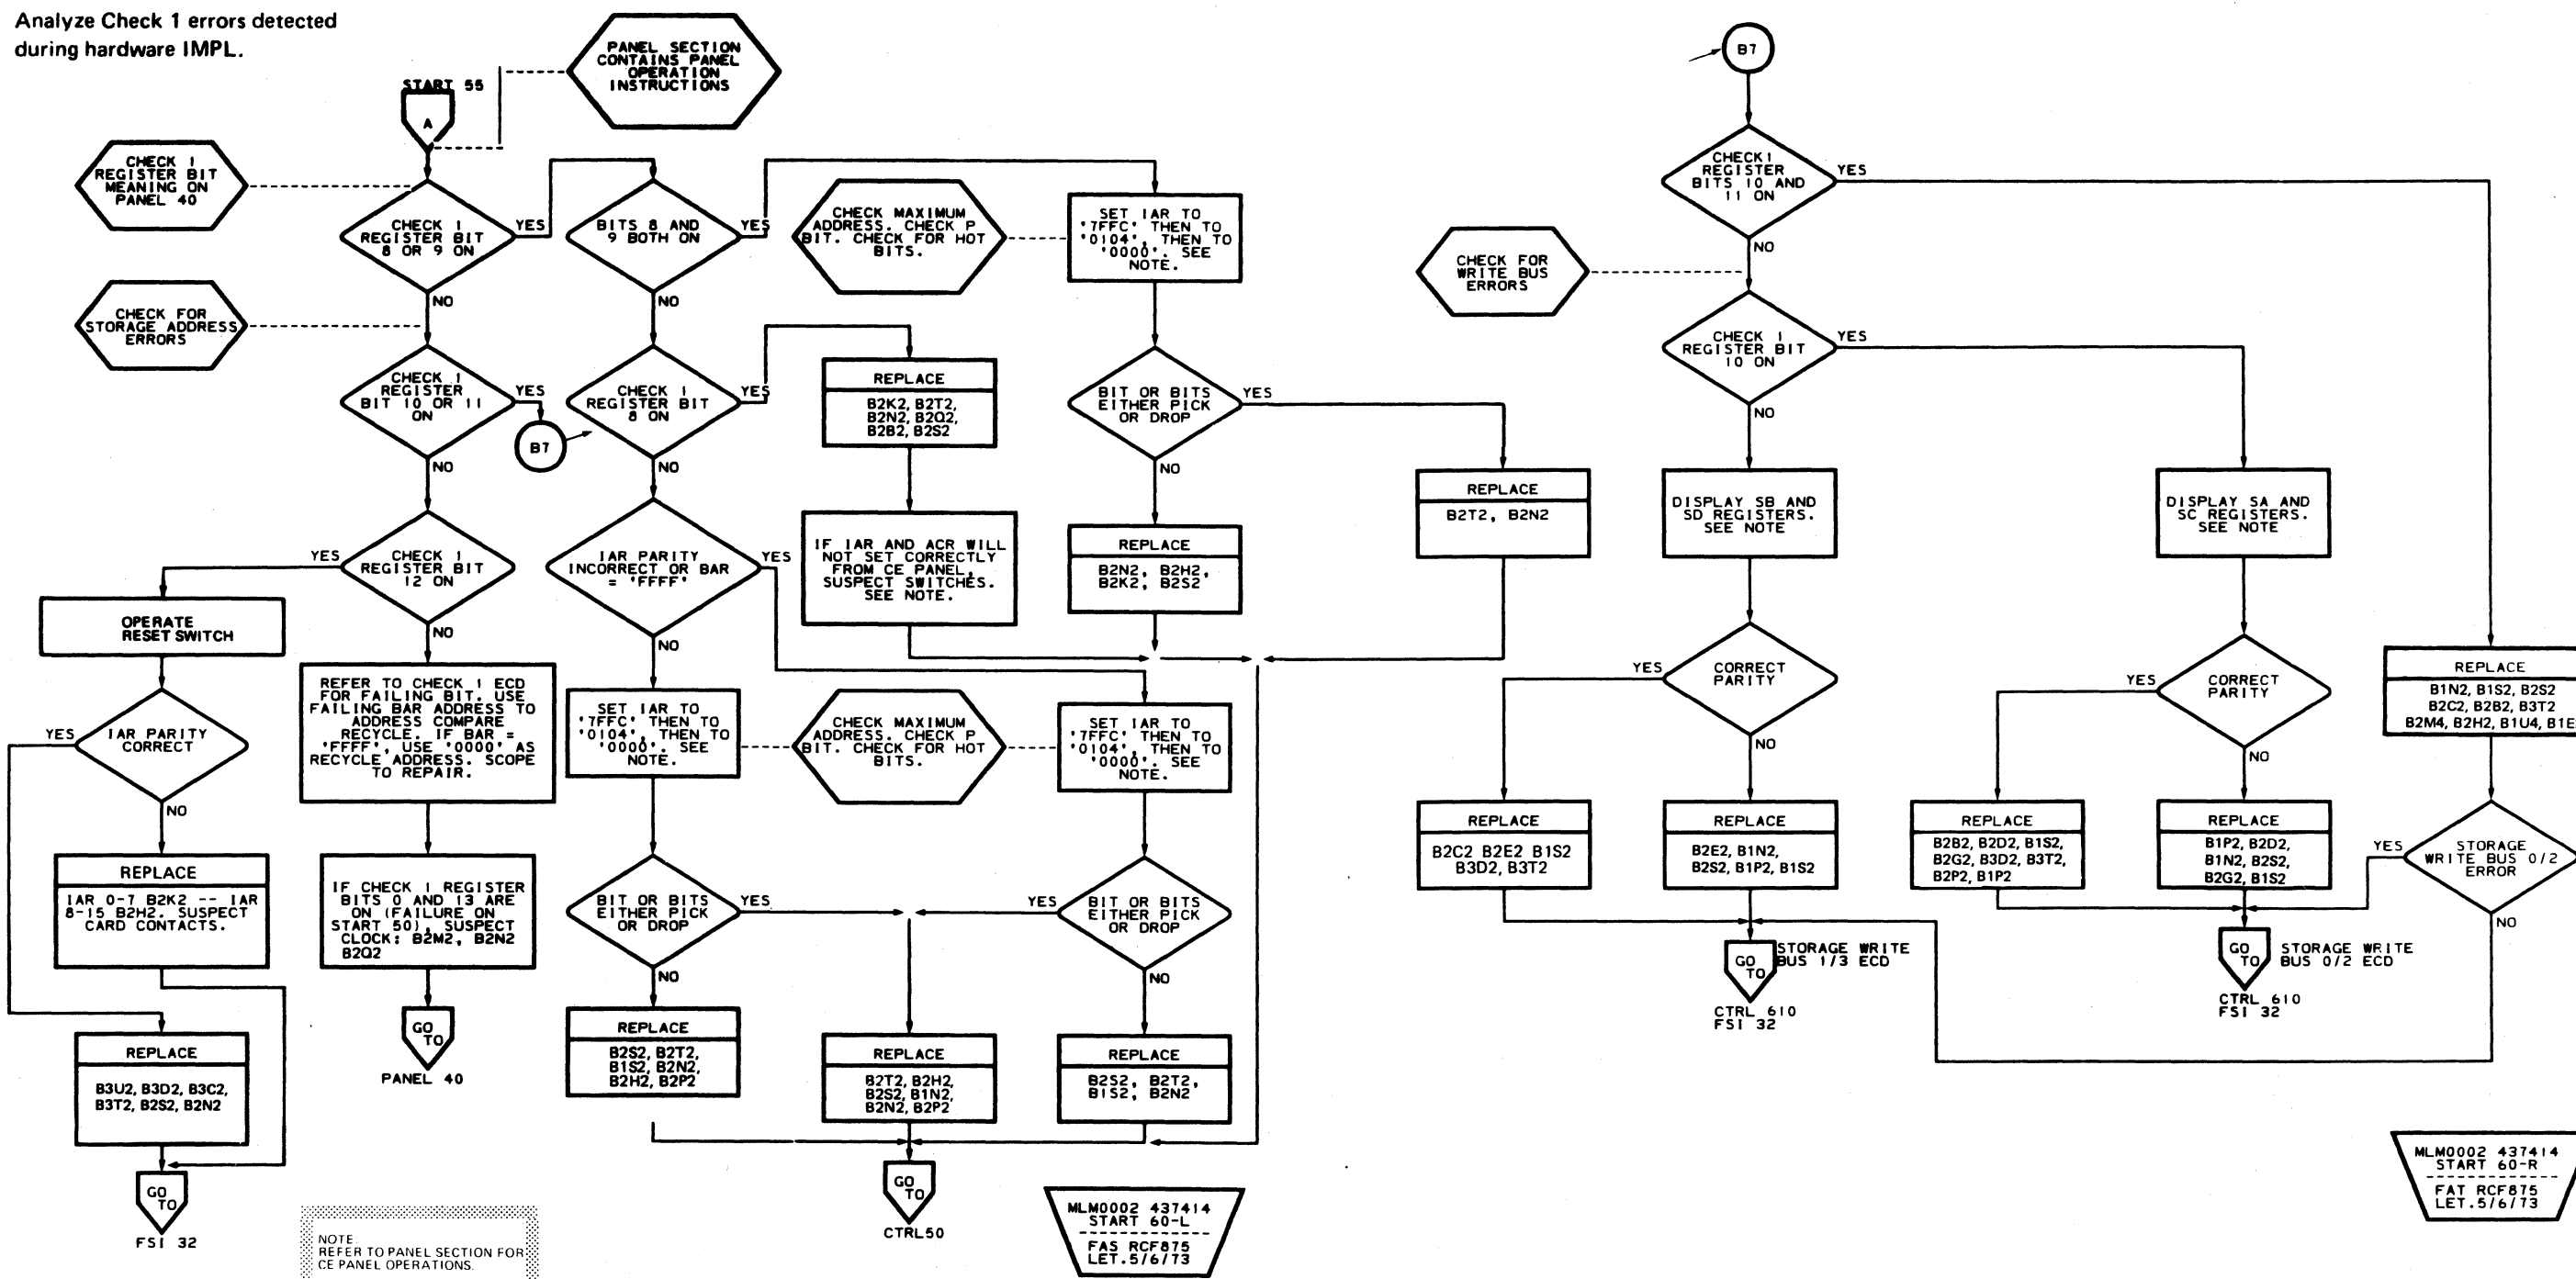 Analyze Check 1 errors detected
during hardware IMPL.
START 55
A
PANEL SECTION
CONTAINS PANEL
OPERATION
INSTRUCTIONS
CHECK 1
REGISTER BIT
MEANING ON
PANEL 40
CHECK 1
REGISTER BIT
8 OR 9 ON
YES
NO
BITS 8 AND
9 BOTH ON
YES
NO
CHECK MAXIMUM
ADDRESS. CHECK P
BIT. CHECK FOR HOT
BITS.
SET IAR TO
'7FFC' THEN TO
'0104', THEN TO
'0000'. SEE
NOTE.
CHECK FOR
STORAGE ADDRESS
ERRORS
CHECK 1
REGISTER
BIT 10 OR 11
ON
YES
B7
NO
CHECK 1
REGISTER BIT
8 ON
YES
NO
REPLACE
B2K2, B2T2,
B2N2, B2Q2,
B2B2, B2S2
IF IAR AND ACR WILL
NOT SET CORRECTLY
FROM CE PANEL,
SUSPECT SWITCHES.
SEE NOTE.
BIT OR BITS
EITHER PICK
OR DROP
YES
NO
REPLACE
B2N2, B2H2,
B2K2, B2S2
REPLACE
B2T2, B2N2
CHECK 1
REGISTER BIT
12 ON
YES
NO
IAR PARITY
INCORRECT OR BAR
= 'FFFF'
YES
NO
OPERATE
RESET SWITCH
IAR PARITY
CORRECT
YES
NO
REPLACE
IAR 0-7 B2K2 -- IAR
8-15 B2H2. SUSPECT
CARD CONTACTS.
REPLACE
B3U2, B3D2, B3C2,
B3T2, B2S2, B2N2
GO
TO
FSI 32
REFER TO CHECK 1 ECD
FOR FAILING BIT. USE
FAILING BAR ADDRESS TO
ADDRESS COMPARE
RECYCLE. IF BAR =
'FFFF', USE '0000' AS
RECYCLE ADDRESS. SCOPE
TO REPAIR.
IF CHECK 1 REGISTER
BITS 0 AND 13 ARE
ON (FAILURE ON
START 50), SUSPECT
CLOCK: B2M2, B2N2
B2Q2
GO
TO
PANEL 40
SET IAR TO
'7FFC' THEN TO
'0104', THEN TO
'0000'. SEE
NOTE.
CHECK MAXIMUM
ADDRESS. CHECK P
BIT. CHECK FOR HOT
BITS.
SET IAR TO
'7FFC' THEN TO
'0104', THEN TO
'0000'. SEE
NOTE.
BIT OR BITS
EITHER PICK
OR DROP
YES
NO
YES
BIT OR BITS
EITHER PICK
OR DROP
NO
REPLACE
B2S2, B2T2,
B1S2, B2N2,
B2H2, B2P2
REPLACE
B2T2, B2H2,
B2S2, B1N2,
B2N2, B2P2
REPLACE
B2S2, B2T2,
B1S2, B2N2
GO
TO
CTRL50
NOTE
REFER TO PANEL SECTION FOR
CE PANEL OPERATIONS.
MLM0002 437414
START 60-L
FAS RCF875
LET.5/6/73
B7
CHECK 1
REGISTER
BITS 10 AND
11 ON
YES
NO
CHECK FOR
WRITE BUS
ERRORS
CHECK 1
REGISTER BIT
10 ON
YES
NO
DISPLAY SB AND
SD REGISTERS.
SEE NOTE
DISPLAY SA AND
SC REGISTERS.
SEE NOTE
CORRECT
PARITY
YES
NO
CORRECT
PARITY
YES
NO
REPLACE
B1N2, B1S2, B2S2
B2C2, B2B2, B3T2
B2M4, B2H2, B1U4, B1E
REPLACE
B2C2 B2E2 B1S2
B3D2, B3T2
REPLACE
B2E2, B1N2,
B2S2, B1P2, B1S2
REPLACE
B2B2, B2D2, B1S2,
B2G2, B3D2, B3T2,
B2P2, B1P2
REPLACE
B1P2, B2D2,
B1N2, B2S2,
B2G2, B1S2
STORAGE
WRITE BUS 0/2
ERROR
YES
NO
GO
TO
STORAGE WRITE
BUS 1/3 ECD
CTRL 610
FSI 32
GO
TO
STORAGE WRITE
BUS 0/2 ECD
CTRL 610
FSI 32
MLM0002 437414
START 60-R
FAT RCF875
LET.5/6/73